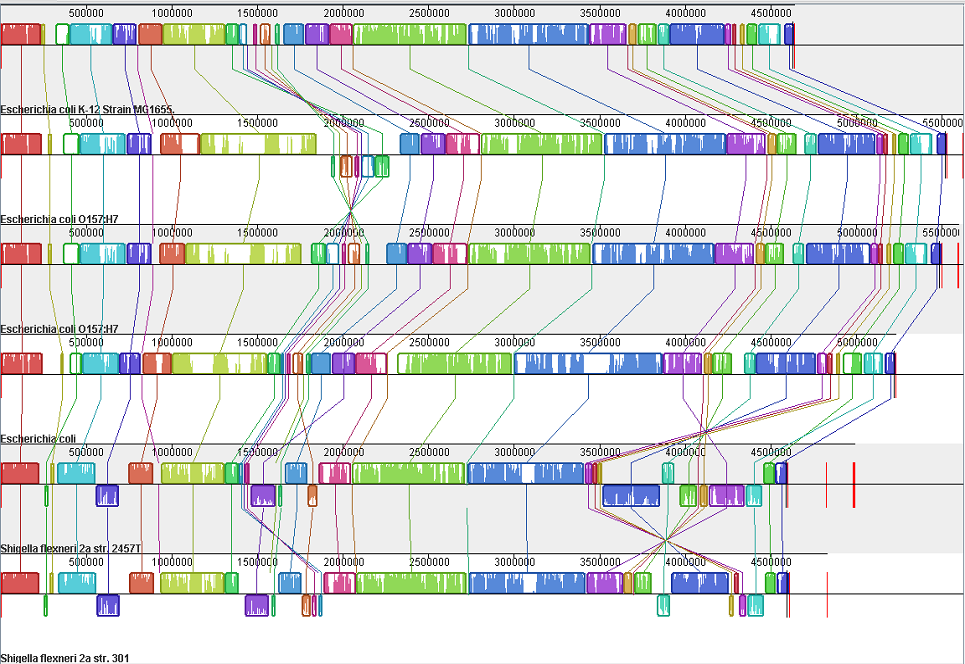 500000 1000000 1500000 2000000 2500000 3000000 3500000 4000000 4500000
Escherichia coli K-12 Strain MG1655.
500000 1000000 1500000 2000000 2500000 3000000 3500000 4000000 4500000 5000000 5500000
Escherichia coli O157:H7
500000 1000000 1500000 2000000 2500000 3000000 3500000 4000000 4500000 5000000 5500000
Escherichia coli O157:H7
500000 1000000 1500000 2000000 2500000 3000000 3500000 4000000 4500000 5000000
Escherichia coli
500000 1000000 1500000 2000000 2500000 3000000 3500000 4000000 4500000
Shigella flexneri 2a str. 2457T
500000 1000000 1500000 2000000 2500000 3000000 3500000 4000000 4500000
Shigella flexneri 2a str. 301